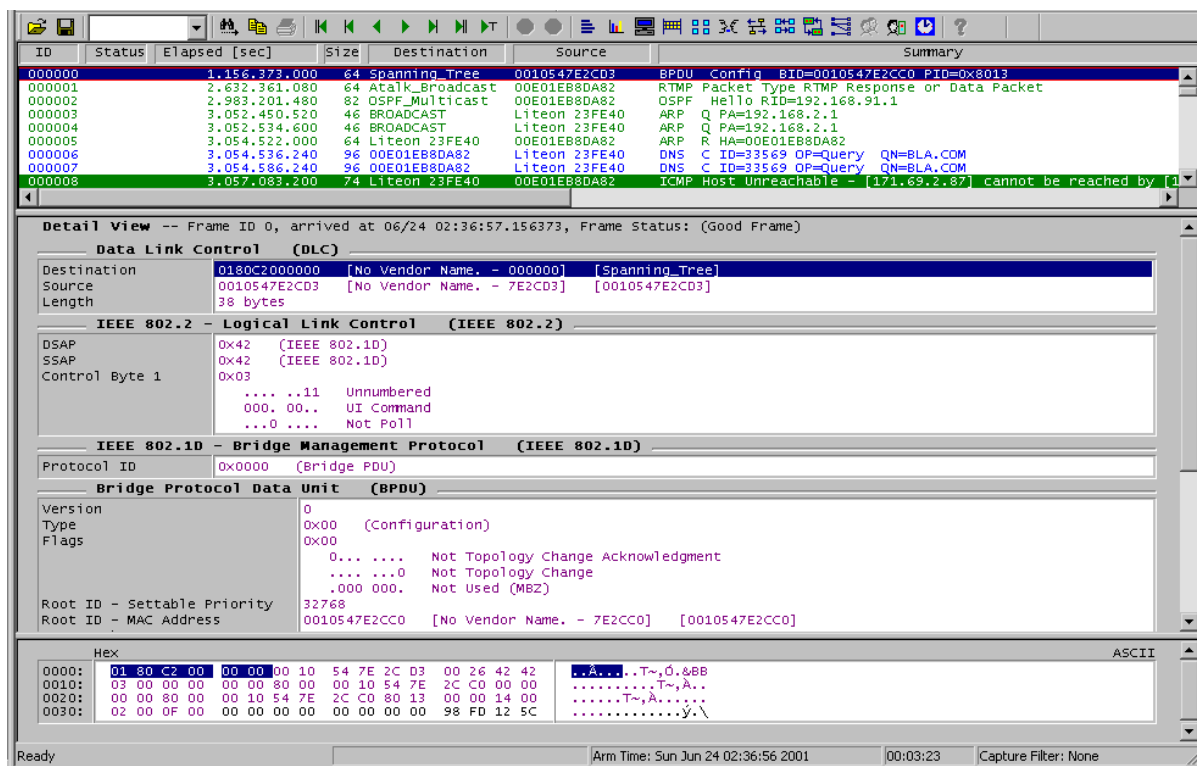 ID Status Elapsed [sec] Size Destination Source Summary
000000 1.156.373.000 64 Spanning_Tree 0010547E2CD3 BPDU Config BID=0010547E2CC0 PID=0x8013
000001 2.632.361.080 64 Atalk_Broadcast 00E01EB8DA82 RTMP Packet Type RTMP Response or Data Packet
000002 2.983.201.480 82 OSPF_Multicast 00E01EB8DA82 OSPF Hello RID=192.168.91.1
000003 3.052.450.520 46 BROADCAST Liteon 23FE40 ARP Q PA=192.168.2.1
000004 3.052.534.600 46 BROADCAST Liteon 23FE40 ARP Q PA=192.168.2.1
000005 3.054.522.000 64 Liteon 23FE40 00E01EB8DA82 ARP R HA=00E01EB8DA82
000006 3.054.536.240 96 00E01EB8DA82 Liteon 23FE40 DNS C ID=33569 OP=Query QN=BLA.COM
000007 3.054.586.240 96 00E01EB8DA82 Liteon 23FE40 DNS C ID=33569 OP=Query QN=BLA.COM
000008 3.057.083.200 74 Liteon 23FE40 00E01EB8DA82 ICMP Host Unreachable - [171.69.2.87] cannot be reached by [1
Detail View -- Frame ID 0, arrived at 06/24 02:36:57.156373, Frame Status: (Good Frame)
Data Link Control (DLC)
Destination 0180C2000000 [No Vendor Name. - 000000] [Spanning_Tree]
Source 0010547E2CD3 [No Vendor Name. - 7E2CD3] [0010547E2CD3]
Length 38 bytes
IEEE 802.2 - Logical Link Control (IEEE 802.2)
DSAP 0x42 (IEEE 802.1D)
SSAP 0x42 (IEEE 802.1D)
Control Byte 1 0x03
.... ..11 Unnumbered
000. 00.. UI Command
...0 .... Not Poll
IEEE 802.1D - Bridge Management Protocol (IEEE 802.1D)
Protocol ID 0x0000 (Bridge PDU)
Bridge Protocol Data Unit (BPDU)
Version 0
Type 0x00 (Configuration)
Flags 0x00
0... .... Not Topology Change Acknowledgment
.... ...0 Not Topology Change
.000 000. Not Used (MBZ)
Root ID - Settable Priority 32768
Root ID - MAC Address 0010547E2CC0 [No Vendor Name. - 7E2CC0] [0010547E2CC0]
Hex ASCII
0000: 01 80 C2 00 00 00 00 10 54 7E 2C D3 00 26 42 42 ..Â.....T~,Ó.&BB
0010: 03 00 00 00 00 00 80 00 00 10 54 7E 2C C0 00 00 ..........T~,À..
0020: 00 00 80 00 00 10 54 7E 2C C0 80 13 00 00 14 00 ......T~,À......
0030: 02 00 0F 00 00 00 00 00 00 00 00 00 98 FD 12 5C .............ý.\
Ready Arm Time: Sun Jun 24 02:36:56 2001 00:03:23 Capture Filter: None